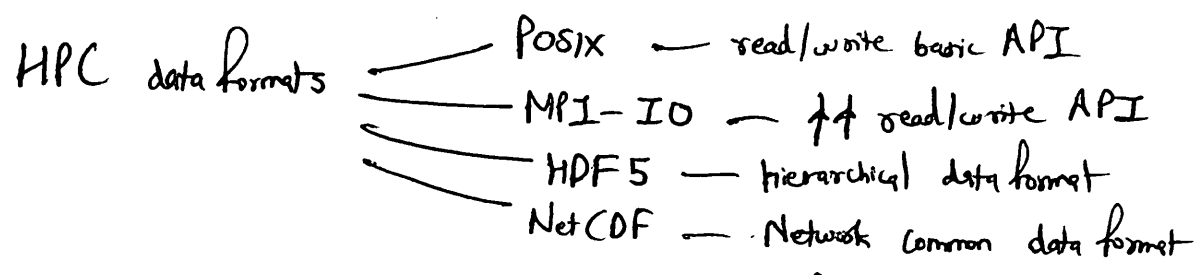 HPC data formats
POSIX — read/write basic API
MPI-IO — ↑↑ read/write API
HDF5 — hierarchical data format
NetCDF — Network common data format